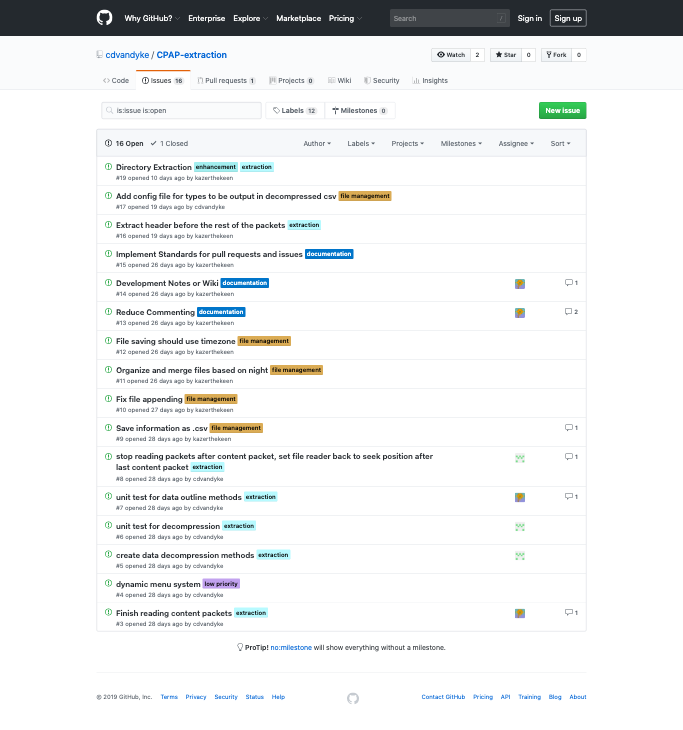 Why GitHub? Enterprise Explore Marketplace Pricing Search / Sign in Sign up
cdvandyke / CPAP-extraction Watch 2 Star 0 Fork 0
Code Issues 16 Pull requests 1 Projects 0 Wiki Security Insights
is:issue is:open Labels 12 Milestones 0 New issue
16 Open 1 Closed Author Labels Projects Milestones Assignee Sort
Directory Extraction enhancement extraction
#19 opened 10 days ago by kazerthekeen
Add config file for types to be output in decompressed csv file management
#17 opened 19 days ago by cdvandyke
Extract header before the rest of the packets extraction
#16 opened 19 days ago by kazerthekeen
Implement Standards for pull requests and issues documentation
#15 opened 26 days ago by kazerthekeen
Development Notes or Wiki documentation 1
#14 opened 26 days ago by kazerthekeen
Reduce Commenting documentation 2
#13 opened 26 days ago by kazerthekeen
File saving should use timezone file management
#12 opened 26 days ago by kazerthekeen
Organize and merge files based on night file management
#11 opened 26 days ago by kazerthekeen
Fix file appending file management
#10 opened 27 days ago by kazerthekeen
Save information as .csv file management 1
#9 opened 28 days ago by kazerthekeen
stop reading packets after content packet, set file reader back to seek position after 1
last content packet extraction
#8 opened 28 days ago by cdvandyke
unit test for data outline methods extraction 1
#7 opened 28 days ago by cdvandyke
unit test for decompression extraction
#6 opened 28 days ago by cdvandyke
create data decompression methods extraction
#5 opened 28 days ago by cdvandyke
dynamic menu system low priority
#4 opened 28 days ago by cdvandyke
Finish reading content packets extraction 1
#3 opened 28 days ago by cdvandyke
ProTip! no:milestone will show everything without a milestone.
© 2019 GitHub, Inc. Terms Privacy Security Status Help Contact GitHub Pricing API Training Blog About